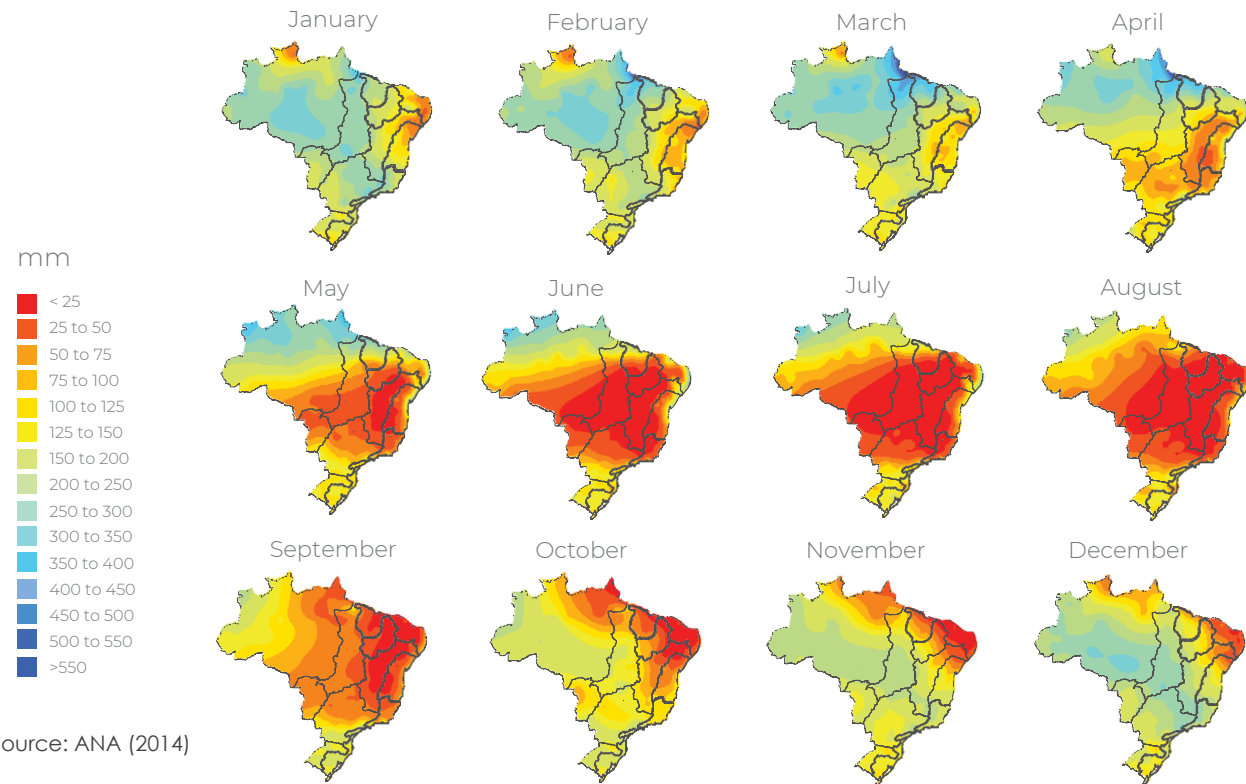 January
February
March
April
mm
< 25
25 to 50
50 to 75
75 to 100
100 to 125
125 to 150
150 to 200
200 to 250
250 to 300
300 to 350
350 to 400
400 to 450
450 to 500
500 to 550
>550
May
June
July
August
September
October
November
December
ource: ANA (2014)